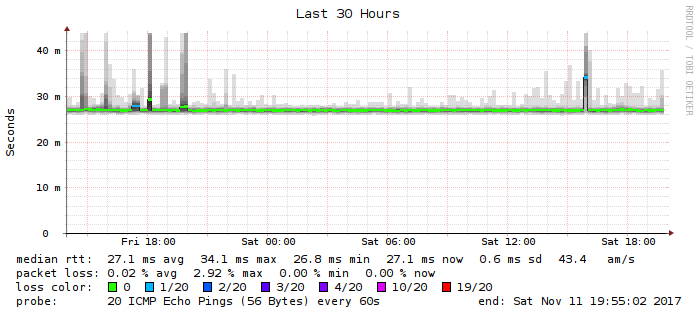 Last 30 Hours
RRDTOOL / TOBI OETIKER
Seconds
40 m
30 m
20 m
10 m
0
Fri 18:00 Sat 00:00 Sat 06:00 Sat 12:00 Sat 18:00
median rtt: 27.1 ms avg 34.1 ms max 26.8 ms min 27.1 ms now 0.6 ms sd 43.4 am/s
packet loss: 0.02 % avg 2.92 % max 0.00 % min 0.00 % now
loss color: 0 1/20 2/20 3/20 4/20 10/20 19/20
probe: 20 ICMP Echo Pings (56 Bytes) every 60s end: Sat Nov 11 19:55:02 2017